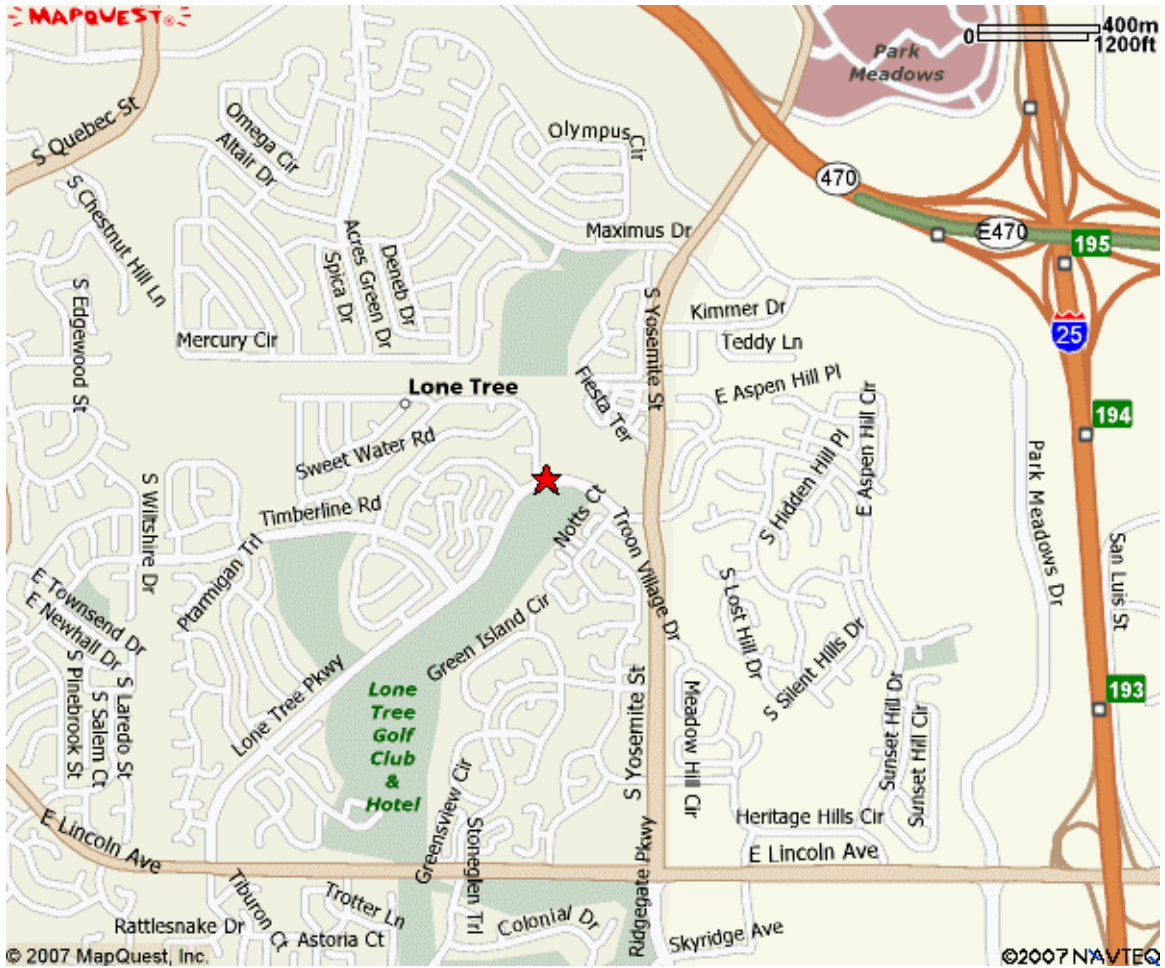 MAPQUEST®
400m
0
1200ft
Park
Meadows
S Quebec St
Omega Cir
Altair Dr
Olympus Cir
470
E470
195
S Chestnut Hill Ln
Maximus Dr
Acres Green Dr
Deneb Dr
Spica Dr
S Edgewood St
S Yosemite St
Kimmer Dr
25
Mercury Cir
Teddy Ln
Lone Tree
Fiesta Ter
E Aspen Hill Pl
E Aspen Hill Cir
194
Sweet Water Rd
S Hidden Hill Pl
Park Meadows Dr
S Wiltshire Dr
Timberline Rd
Notts Ct
Troon Village Dr
San Luis St
Ptarmigan Trl
E Townsend Dr
E Newhall Dr
S Lost Hill Dr
Green Island Cir
S Silent Hills Dr
S Pinebrook St
S Salem Ct
S Laredo St
Lone Tree Pkwy
Lone
Tree
Golf
Club
&
Hotel
S Yosemite St
Meadow Hill Cir
Sunset Hill Dr
Sunset Hill Cir
193
Greensview Cir
Stoneglen Trl
Heritage Hills Cir
E Lincoln Ave
E Lincoln Ave
Ridgegate Pkwy
Tiburon Ct
Trotter Ln
Rattlesnake Dr
Astoria Ct
Colonial Dr
Skyridge Ave
© 2007 MapQuest, Inc.
©2007 NAVTEQ